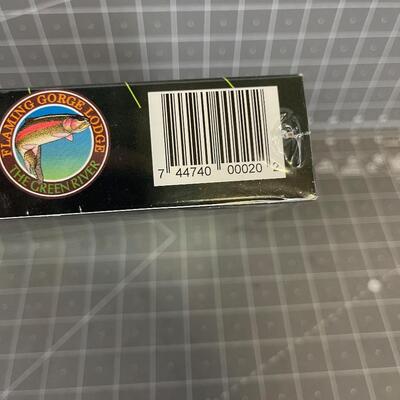 FLAMING GORGE LODGE
THE GREEN RIVER
7 44740 00020 2